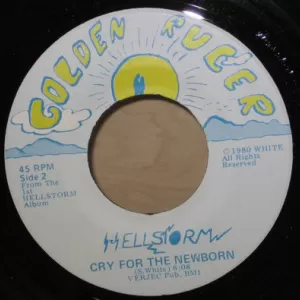 GOLDEN RULER
45 RPM
Side 2
From The
1st
HELLSTORM
Album
© 1980 WHITE
All Rights
Reserved
HELLSTORM
CRY FOR THE NEWBORN
(S.White) 6:08
VERJEC Pub. BMI